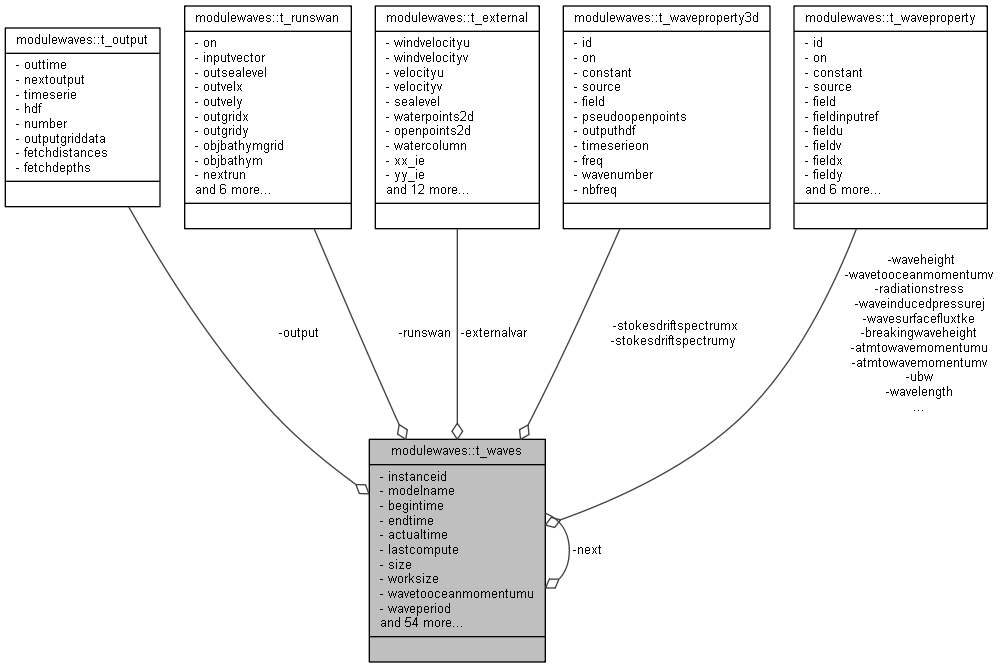 modulewaves::t_output
- outtime
- nextoutput
- timeserie
- hdf
- number
- outputgriddata
- fetchdistances
- fetchdepths
modulewaves::t_runswan
- on
- inputvector
- outsealevel
- outvelx
- outvely
- outgridx
- outgridy
- objbathymgrid
- objbathym
- nextrun
and 6 more...
modulewaves::t_external
- windvelocityu
- windvelocityv
- velocityu
- velocityv
- sealevel
- waterpoints2d
- openpoints2d
- watercolumn
- xx_ie
- yy_ie
and 12 more...
modulewaves::t_waveproperty3d
- id
- on
- constant
- source
- field
- pseudoopenpoints
- outputhdf
- timeserieon
- freq
- wavenumber
- nbfreq
modulewaves::t_waveproperty
- id
- on
- constant
- source
- field
- fieldinputref
- fieldu
- fieldv
- fieldx
- fieldy
and 6 more...
-output
-runswan
-externalvar
-stokesdriftspectrumx
-stokesdriftspectrumy
-waveheight
-wavetooceanmomentumv
-radiationstress
-waveinducedpressurej
-wavesurfacefluxtke
-breakingwaveheight
-atmtowavemomentumu
-atmtowavemomentumv
-ubw
-wavelength
...
modulewaves::t_waves
- instanceid
- modelname
- begintime
- endtime
- actualtime
- lastcompute
- size
- worksize
- wavetooceanmomentumu
- waveperiod
and 54 more...
-next